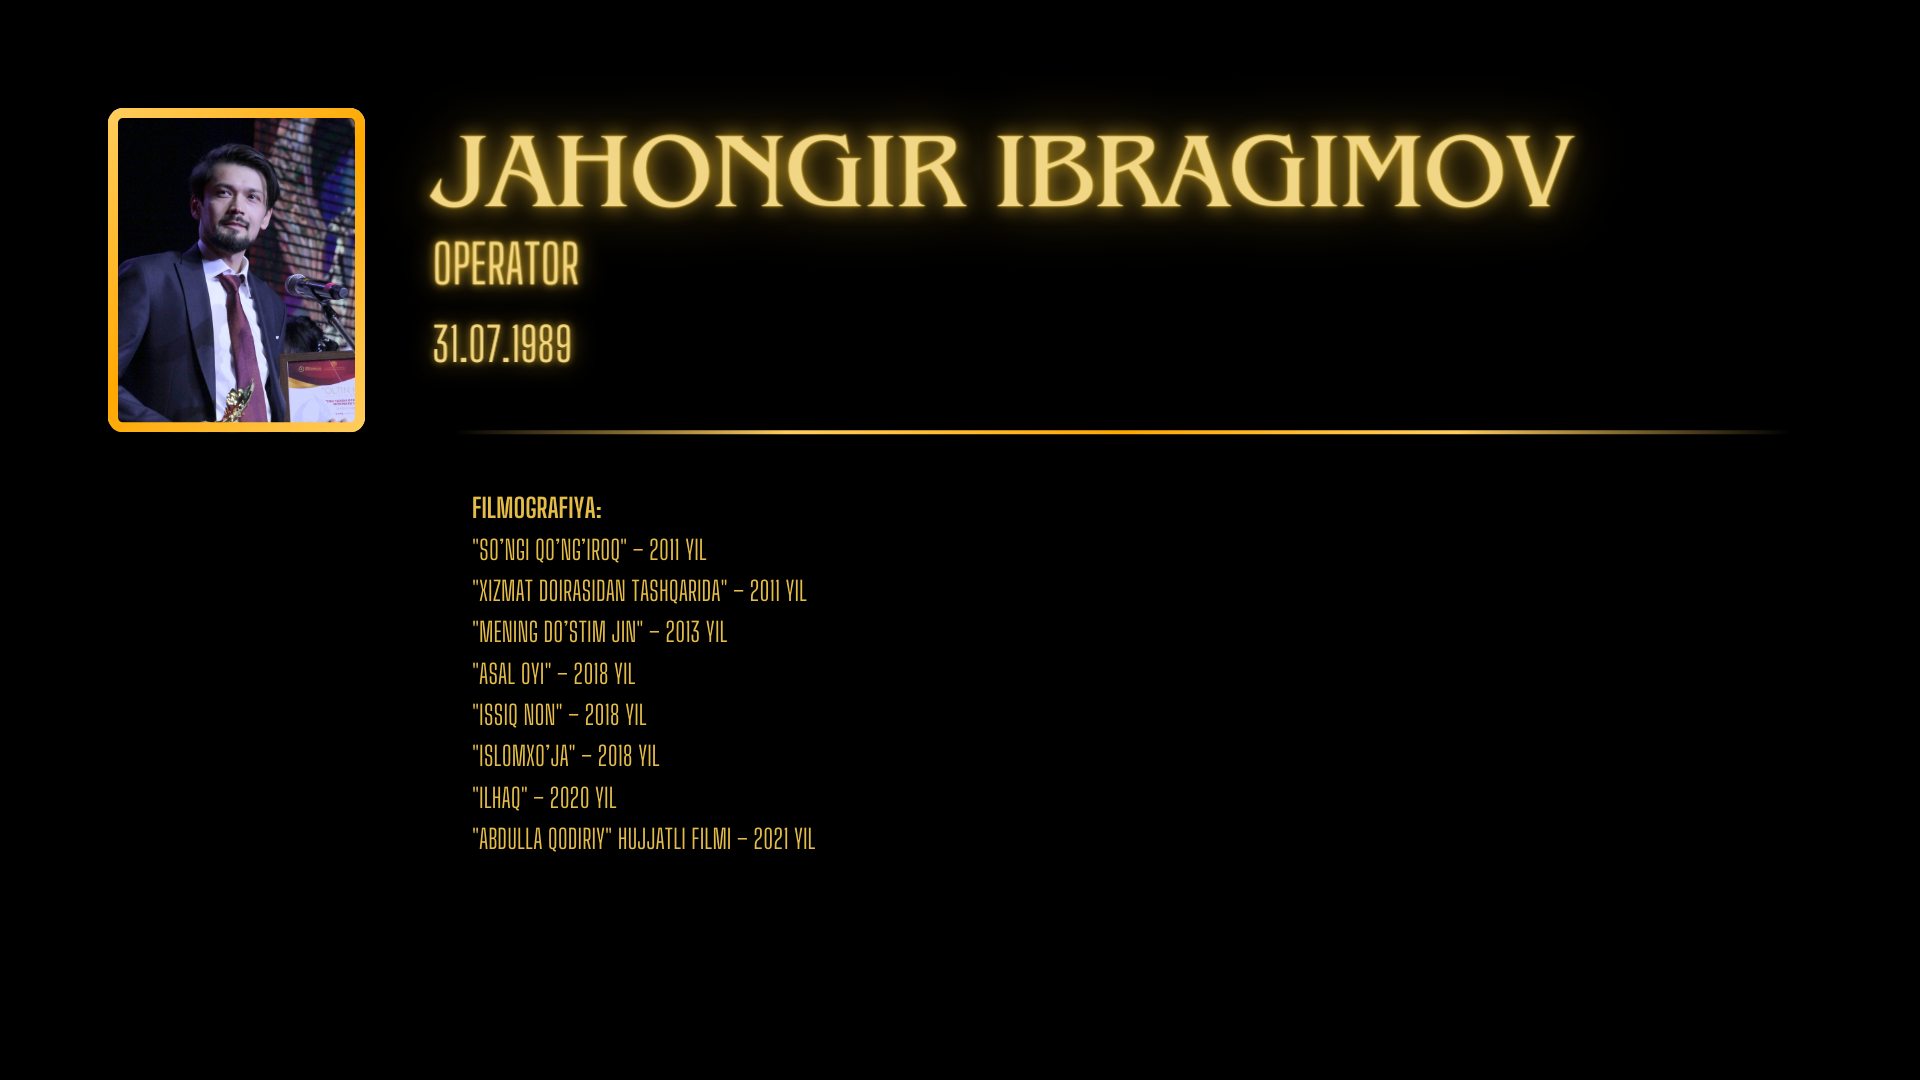 JAHONGIR IBRAGIMOV
OPERATOR
31.07.1989
FILMOGRAFIYA:
"SO’NGI QO’NG’IROQ" – 2011 YIL
"XIZMAT DOIRASIDAN TASHQARIDA" – 2011 YIL
"MENING DO’STIM JIN" – 2013 YIL
"ASAL OYI" – 2018 YIL
"ISSIQ NON" – 2018 YIL
"ISLOMXO’JA" – 2018 YIL
"ILHAQ" – 2020 YIL
"ABDULLA QODIRIY" HUJJATLI FILMI – 2021 YIL